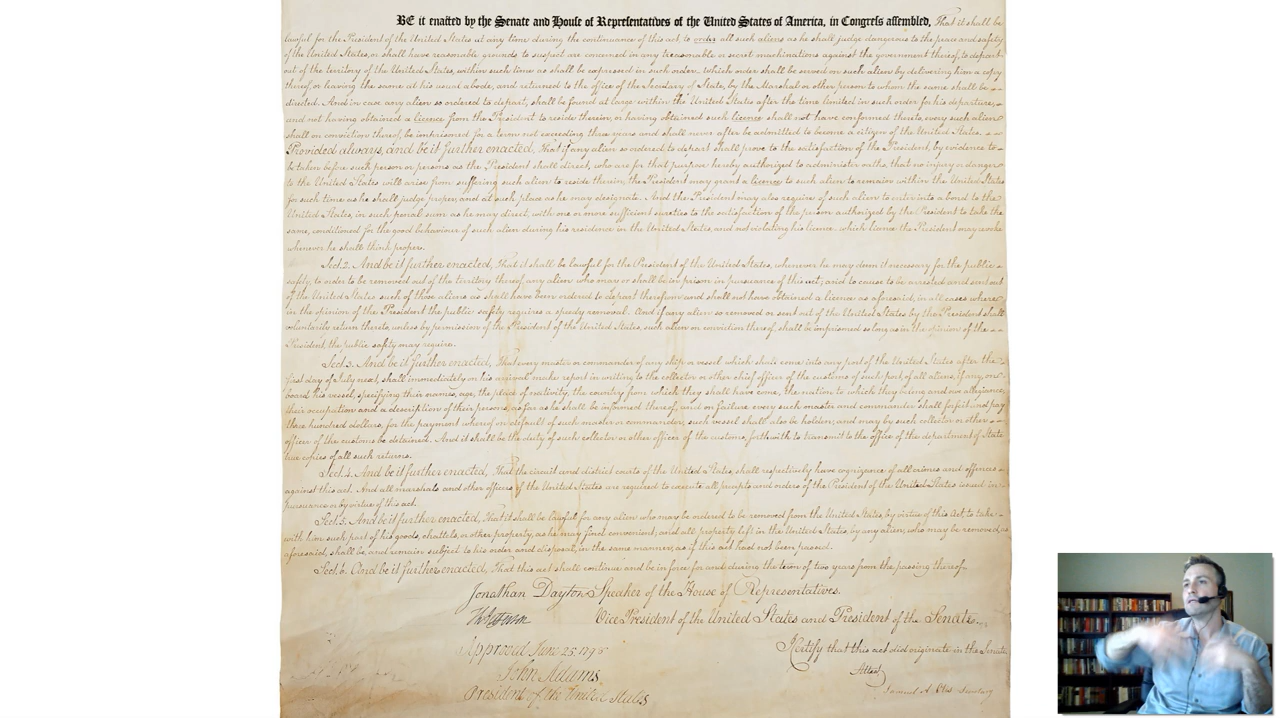 BE it enacted by the Senate and House of Representatives of the United States of America, in Congress assembled, That it shall be
lawful for the President of the United States at any time during the continuance of this act, to order all such aliens as he shall judge dangerous to the peace and safety
of the United States, or shall have reasonable grounds to suspect are concerned in any treasonable or secret machinations against the government thereof, to depart
out of the territory of the United States, within such time as shall be expressed in such order. which order shall be served on such alien by delivering him a copy
thereof, or leaving the same at his usual abode, and returned to the office of the Secretary of State, by the Marshal or other person to whom the same shall be
directed. And in case any alien so ordered to depart, shall be found at large within the United States after the time limited in such order for his departure,
and not having obtained a licence from the President to reside therein, or having obtained such licence shall not have conformed thereto, every such alien
shall on conviction thereof, be imprisoned for a term not exceeding three years and shall never after be admitted to become a citizen of the United States.
Provided always, and be it further enacted, That if any alien so ordered to depart shall prove to the satisfaction of the President, by evidence to
be taken before such person or persons as the President shall direct, who are for that purpose hereby authorized to administer oaths, that no injury or danger
to the United States will arise from suffering such alien to reside therein, the President may grant a licence to such alien to remain within the United States
for such time as he shall judge proper, and at such place as he may designate. And the President may also require of such alien to enter into a bond to the
United States, in such penal sum as he may direct, with one or more sufficient sureties to the satisfaction of the person authorized by the President to take the
same, conditioned for the good behaviour of such alien during his residence in the United States, and not violating his licence. which licence the President may revoke
whenever he shall think proper.
Sect. 2. And be it further enacted, That it shall be lawful for the President of the United States, whenever he may deem it necessary for the public
safety, to order to be removed out of the territory thereof, any alien who may or shall be in prison in pursuance of this act; and to cause to be arrested and sent out
of the United States such of those aliens as shall have been ordered to depart therefrom and shall not have obtained a licence as aforesaid, in all cases where
in the opinion of the President the public safety requires a speedy removal. And if any alien so removed or sent out of the United States by the President shall
voluntarily return thereto, unless by permission of the President of the United States, such alien on conviction thereof, shall be imprisoned so long as in the opinion of the
President, the public safety may require.
Sect. 3. And be it further enacted, That every master or commander of any ship or vessel which shall come into any port of the United States after the
first day of July next, shall immediately on his arrival make report in writing to the collector or other chief officer of the customs of such port of all aliens, if any, on
board his vessel, specifying their names, age, the place of nativity, the country from which they shall have come, the nation to which they belong and owe allegiance,
their occupation and a description of their persons, as far as he shall be informed thereof, and on failure every such master and commander shall forfeit and pay
three hundred dollars, for the payment whereof on default of such master or commander, such vessel shall also be holden; and may by such collector or other
officer of the customs be detained. And it shall be the duty of such collector or other officer of the customs, forthwith to transmit to the office of the department of State
true copies of all such returns.
Sect. 4. And be it further enacted, That the circuit and district courts of the United States, shall respectively have cognizance of all crimes and offences
against this act. And all marshals and other officers of the United States are required to execute all precepts and orders of the President of the United States issued in
pursuance or by virtue of this act.
Sect. 5. And be it further enacted, That it shall be lawful for any alien who may be ordered to be removed from the United States, by virtue of this Act to take
with him such part of his goods, chattels, or other property, as he may find convenient; and all property left in the United States, by any alien, who may be removed, as
aforesaid, shall be, and remain subject to his order and disposal, in the same manner, as if this act had not been passed.
Sect. 6. And be it further enacted, That this act shall continue and be in force for and during the term of two years from the passing thereof.
Jonathan Dayton Speaker of the House of Representatives.
Th Jefferson Vice President of the United States and President of the Senate.
Approved June 25. 1798
I Certify that this act did originate in the Senate.
John Adams
Attest,
President of the United States
Samuel A. Otis Secretary